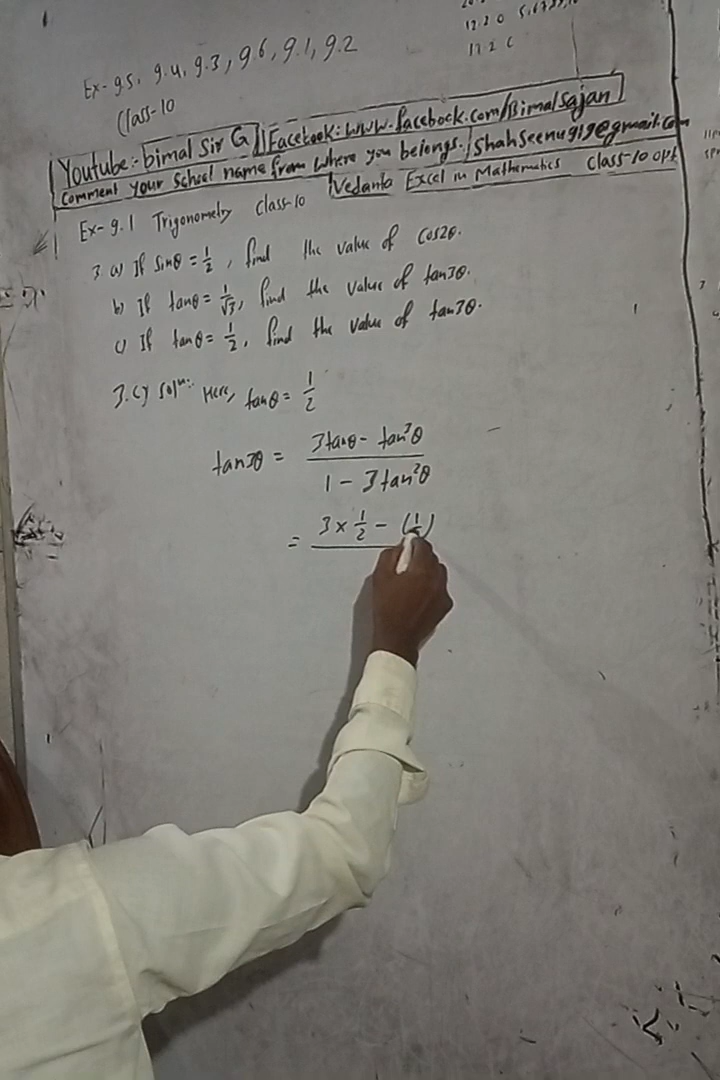 Ex- 9.5, 9.4, 9.3, 9.6, 9.1, 9.2
Class-10
Youtube:- bimal Sir G || Facebook: www.facebook.com/Bimalsajan
Comment your School name from where you belongs. / Shahseenu919@gmail.com
Ex- 9.1 Trigonometry class-10 Vedanta Excel in Mathematics class-10 opt
3 a) If sinθ = 1/2, find the value of cos2θ.
b) If tanθ = 1/√3, find the value of tan3θ.
c) If tanθ = 1/2, find the value of tan3θ.
3.c) solⁿ: Here, tanθ = 1/2
tan3θ = (3tanθ - tan³θ)/(1 - 3tan²θ)
= 3 × 1/2 - (1/2)